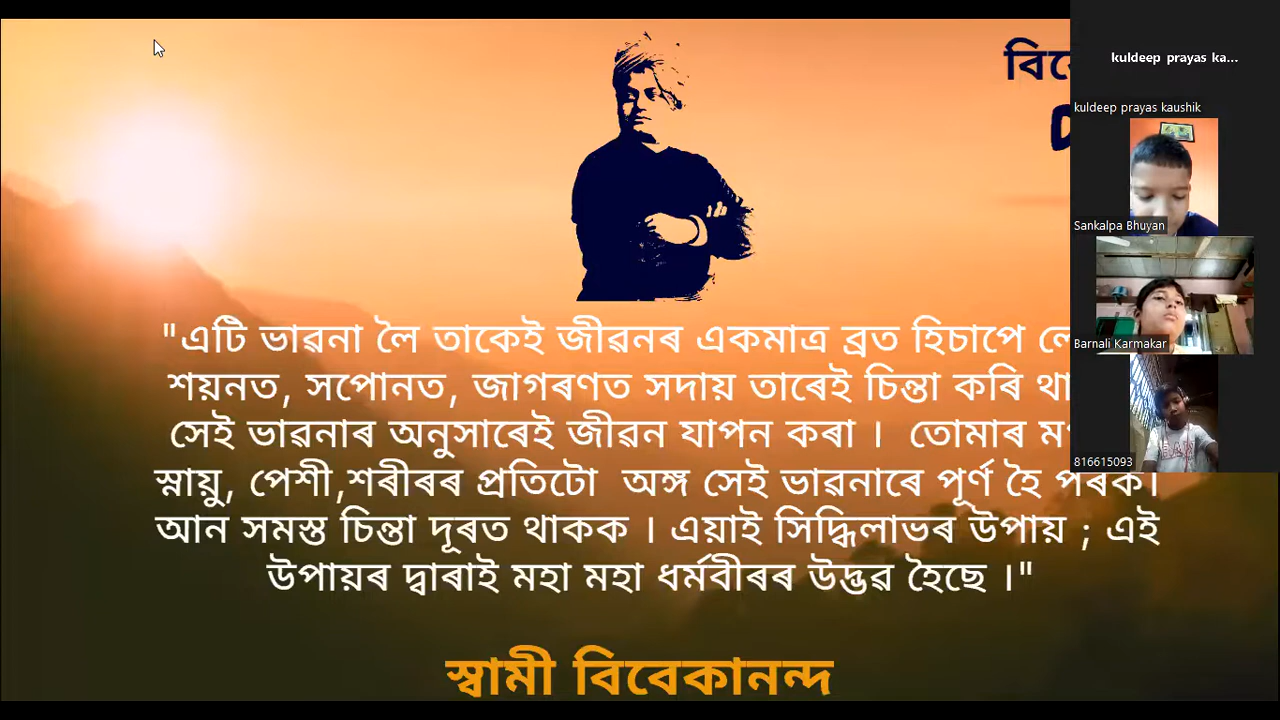 "এটি ভাৱনা লৈ তাকেই জীৱনৰ একমাত্ৰ ব্ৰত হিচাপে
শয়নত, সপোনত, জাগৰণত সদায় তাৰেই চিন্তা কৰি
সেই ভাৱনাৰ অনুসাৰেই জীৱন যাপন কৰা । তোমাৰ
স্নায়ু, পেশী,শৰীৰৰ প্ৰতিটো অঙ্গ সেই ভাৱনাৰে পূৰ্ণ হৈ পৰক।
আন সমস্ত চিন্তা দূৰত থাকক । এয়াই সিদ্ধিলাভৰ উপায় ; এই
উপায়ৰ দ্বাৰাই মহা মহা ধৰ্মবীৰৰ উদ্ভৱ হৈছে ।"
স্বামী বিবেকানন্দ
kuldeep prayas ka...
kuldeep prayas kaushik
Sankalpa Bhuyan
Barnali Karmakar
816615093